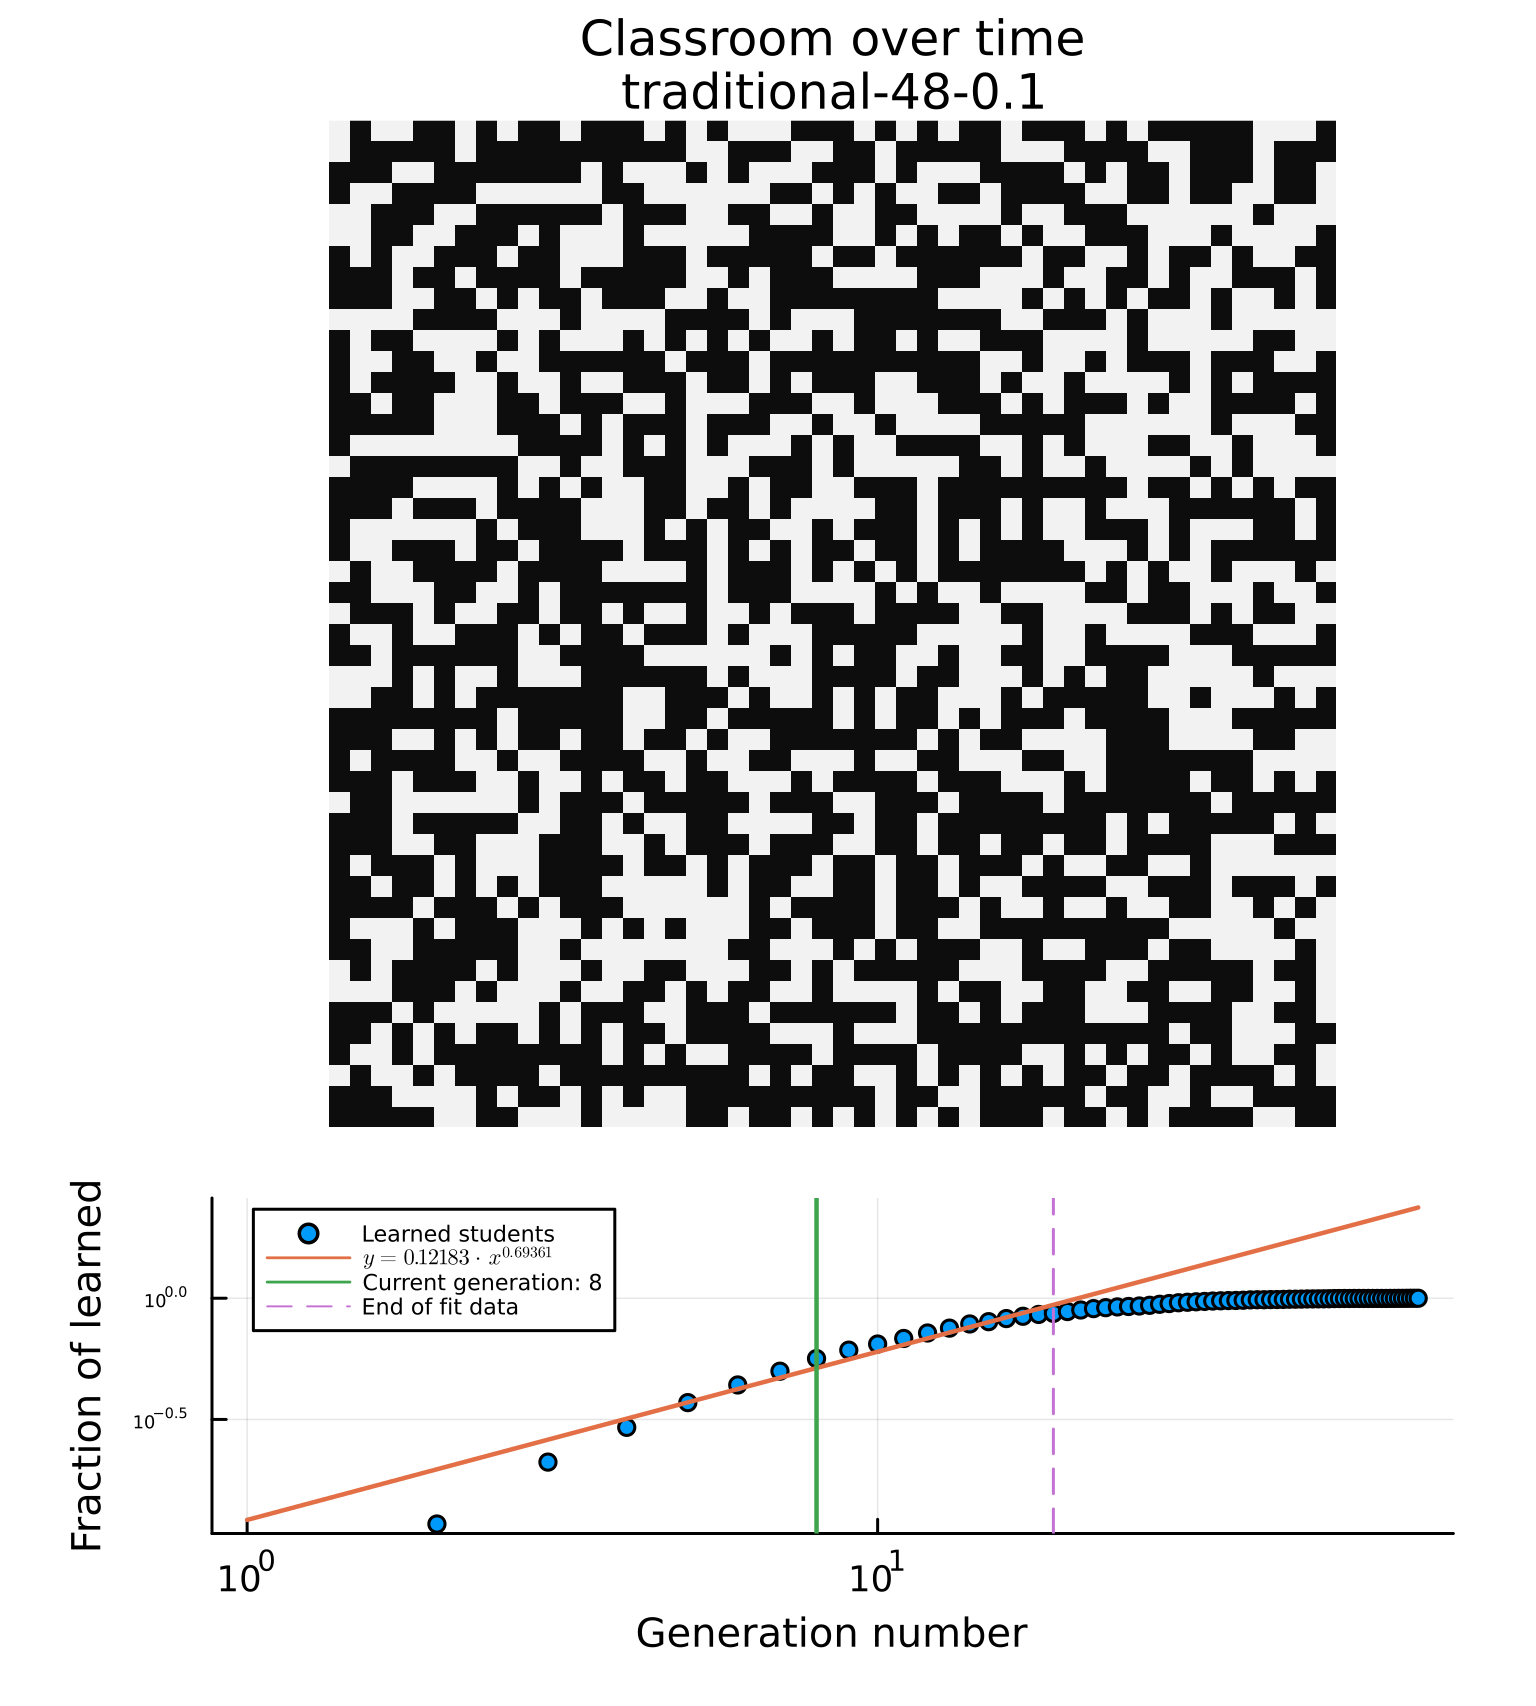 Classroom over time
traditional-48-0.1
Fraction of learned
10^0.0
10^−0.5
Learned students
y = 0.12183 · x^0.69361
Current generation: 8
End of fit data
10^0
10^1
Generation number